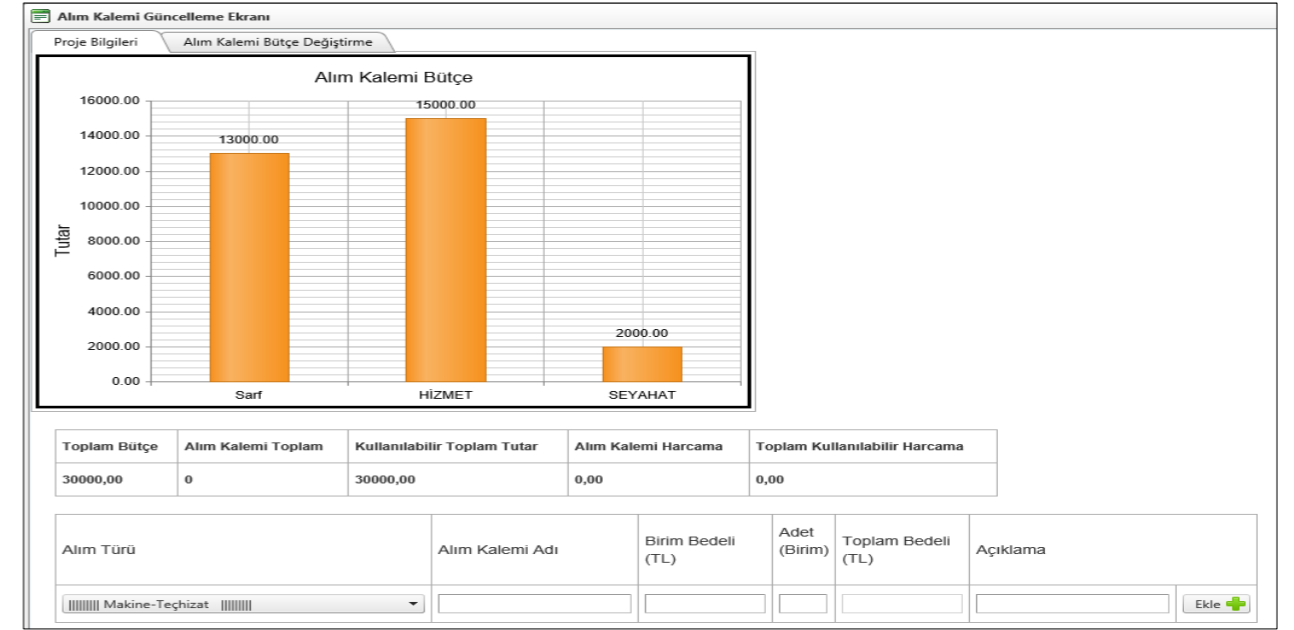 Alım Kalemi Güncelleme Ekranı
Proje Bilgileri Alım Kalemi Bütçe Değiştirme
Alım Kalemi Bütçe
16000.00
15000.00
14000.00
13000.00
12000.00
10000.00
Tutar
8000.00
6000.00
4000.00
2000.00
2000.00
0.00
Sarf HİZMET SEYAHAT
Toplam Bütçe Alım Kalemi Toplam Kullanılabilir Toplam Tutar Alım Kalemi Harcama Toplam Kullanılabilir Harcama
30000,00 0 30000,00 0,00 0,00
Alım Türü Alım Kalemi Adı Birim Bedeli (TL) Adet (Birim) Toplam Bedeli (TL) Açıklama
||||||||| Makine-Teçhizat ||||||||| Ekle